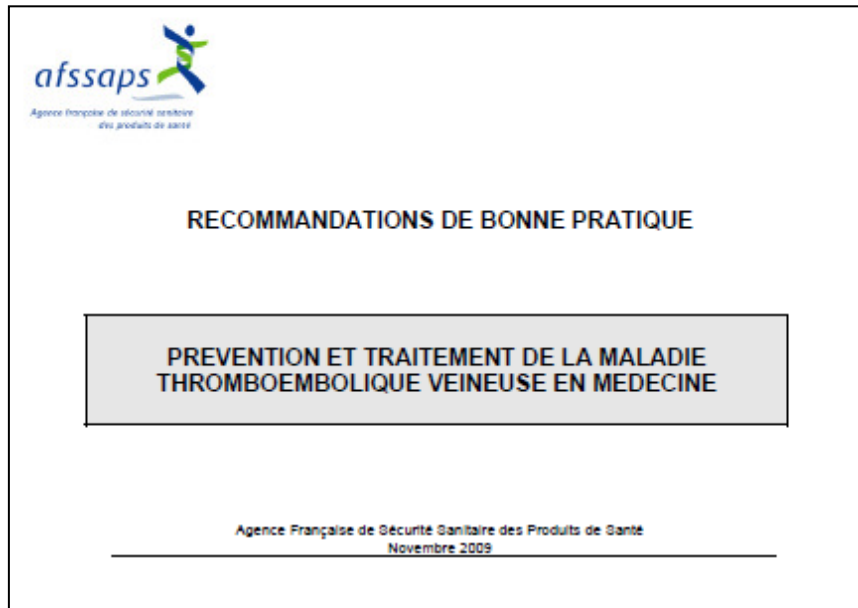 afssaps
Agence française de sécurité sanitaire
des produits de santé
RECOMMANDATIONS DE BONNE PRATIQUE
PREVENTION ET TRAITEMENT DE LA MALADIE
THROMBOEMBOLIQUE VEINEUSE EN MEDECINE
Agence Française de Sécurité Sanitaire des Produits de Santé
Novembre 2009